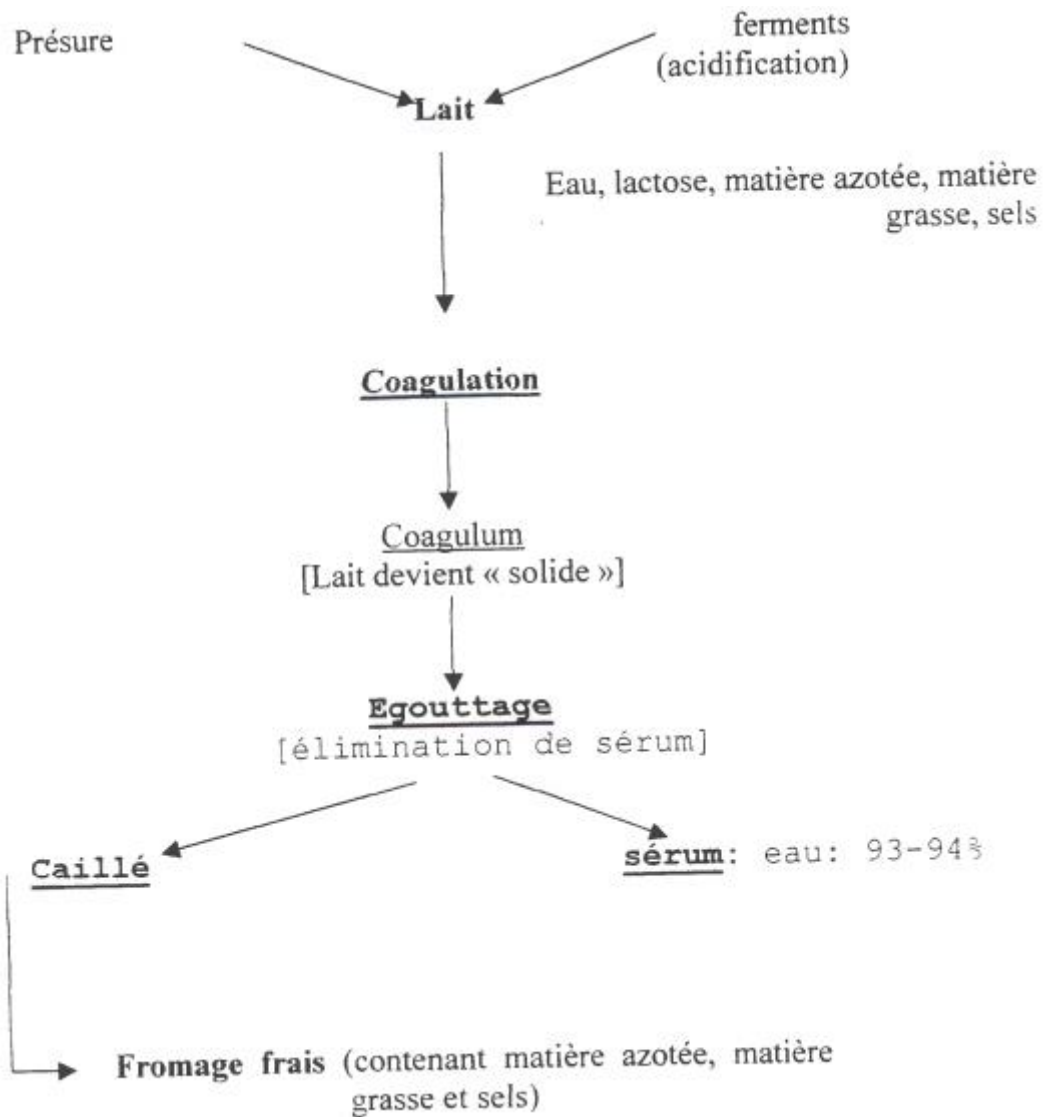 Présure
ferments
(acidification)
Lait
Eau, lactose, matière azotée, matière
grasse, sels
Coagulation
Coagulum
[Lait devient « solide »]
Egouttage
[élimination de sérum]
Caillé
sérum: eau: 93-94%
Fromage frais (contenant matière azotée, matière
grasse et sels)